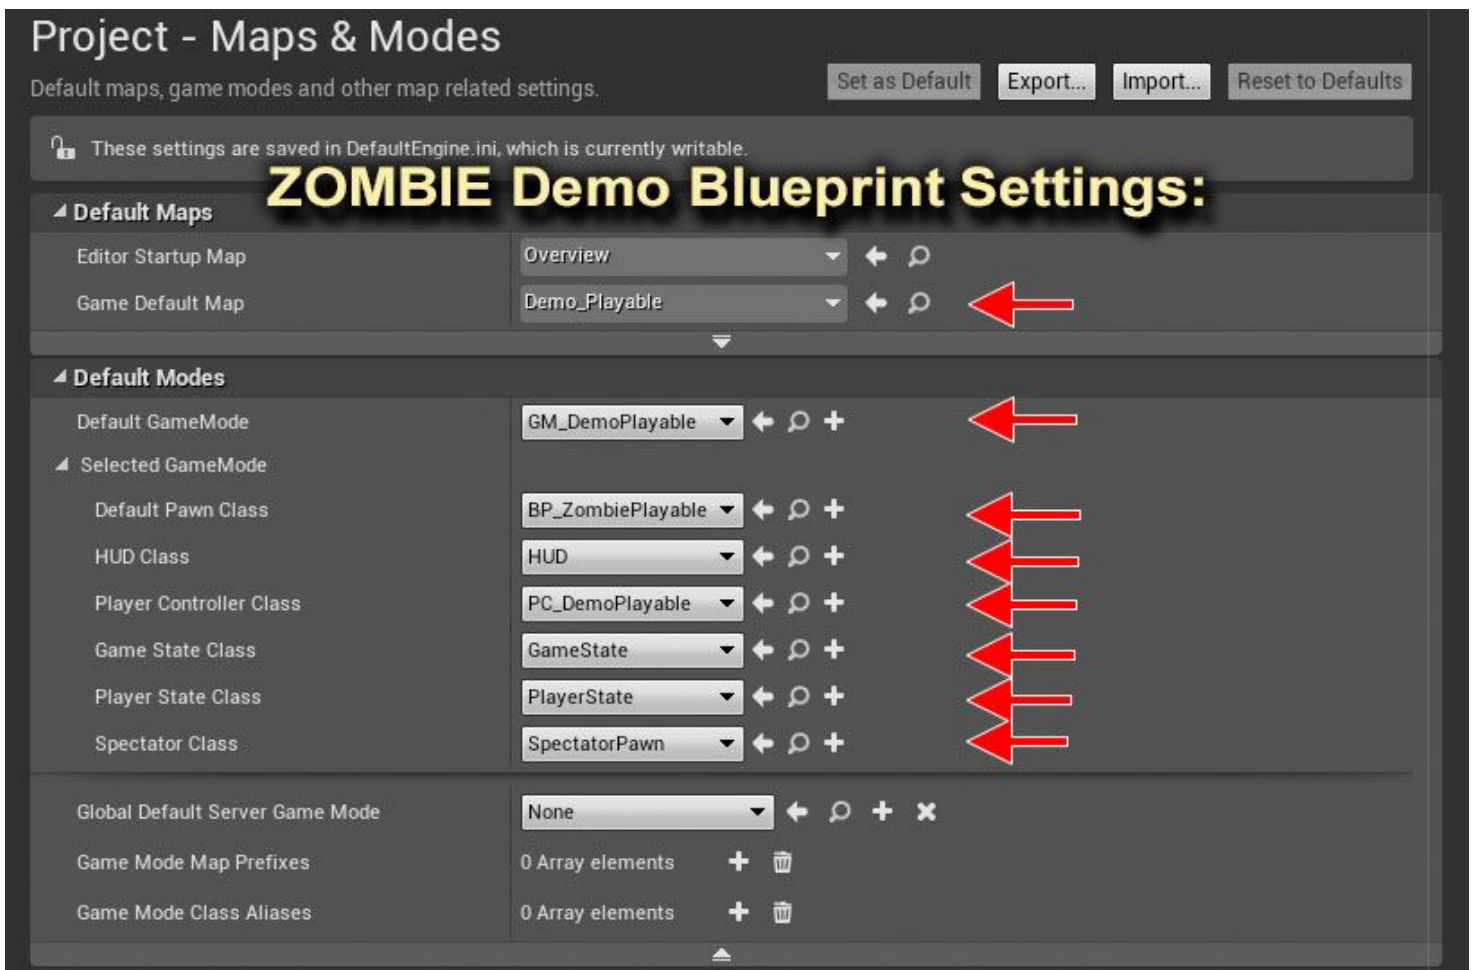 Project - Maps & Modes
Default maps, game modes and other map related settings.
Set as Default Export... Import... Reset to Defaults
These settings are saved in DefaultEngine.ini, which is currently writable.
ZOMBIE Demo Blueprint Settings:
Default Maps
Editor Startup Map Overview
Game Default Map Demo_Playable
Default Modes
Default GameMode GM_DemoPlayable
Selected GameMode
Default Pawn Class BP_ZombiePlayable
HUD Class HUD
Player Controller Class PC_DemoPlayable
Game State Class GameState
Player State Class PlayerState
Spectator Class SpectatorPawn
Global Default Server Game Mode None
Game Mode Map Prefixes 0 Array elements
Game Mode Class Aliases 0 Array elements